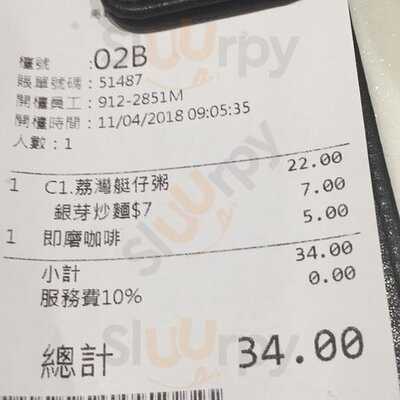 檯號 :02B
賬單號碼：51487
開檯員工：912-2851M
開檯時間：11/04/2018 09:05:35
人數：1
1 C1.荔灣艇仔粥 22.00
銀芽炒麵$7 7.00
1 即磨咖啡 5.00
小計 34.00
服務費10% 0.00
總計 34.00
sluurpy
sluurpy
sluurpy